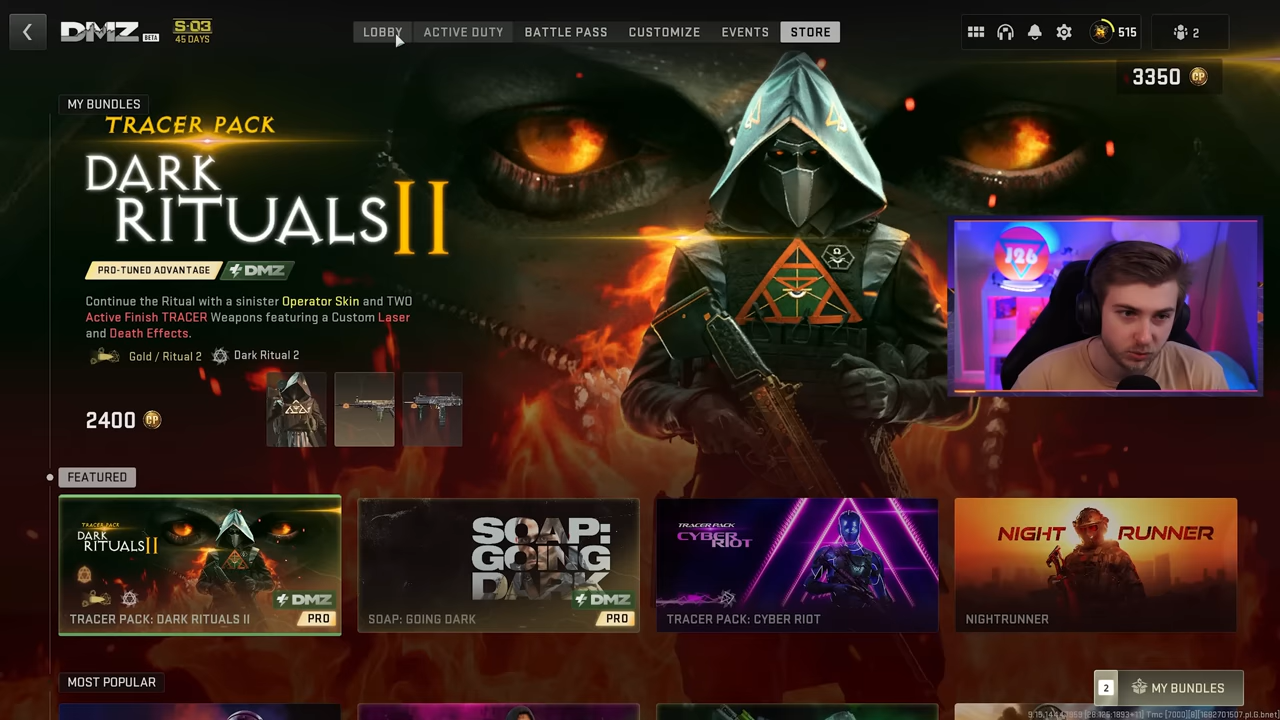 DMZ BETA
S:03
45 DAYS
LOBBY
ACTIVE DUTY
BATTLE PASS
CUSTOMIZE
EVENTS
STORE
515
2
3350 CP
MY BUNDLES
TRACER PACK
DARK
RITUALS II
PRO-TUNED ADVANTAGE
DMZ
Continue the Ritual with a sinister Operator Skin and TWO
Active Finish TRACER Weapons featuring a Custom Laser
and Death Effects.
Gold / Ritual 2
Dark Ritual 2
2400 CP
J26
FEATURED
TRACER PACK
DARK
RITUALS II
DMZ
TRACER PACK: DARK RITUALS II
PRO
SOAP:
GOING
DARK
DMZ
SOAP: GOING DARK
PRO
TRACER PACK
CYBER
RIOT
TRACER PACK: CYBER RIOT
NIGHT RUNNER
NIGHTRUNNER
MOST POPULAR
2 MY BUNDLES